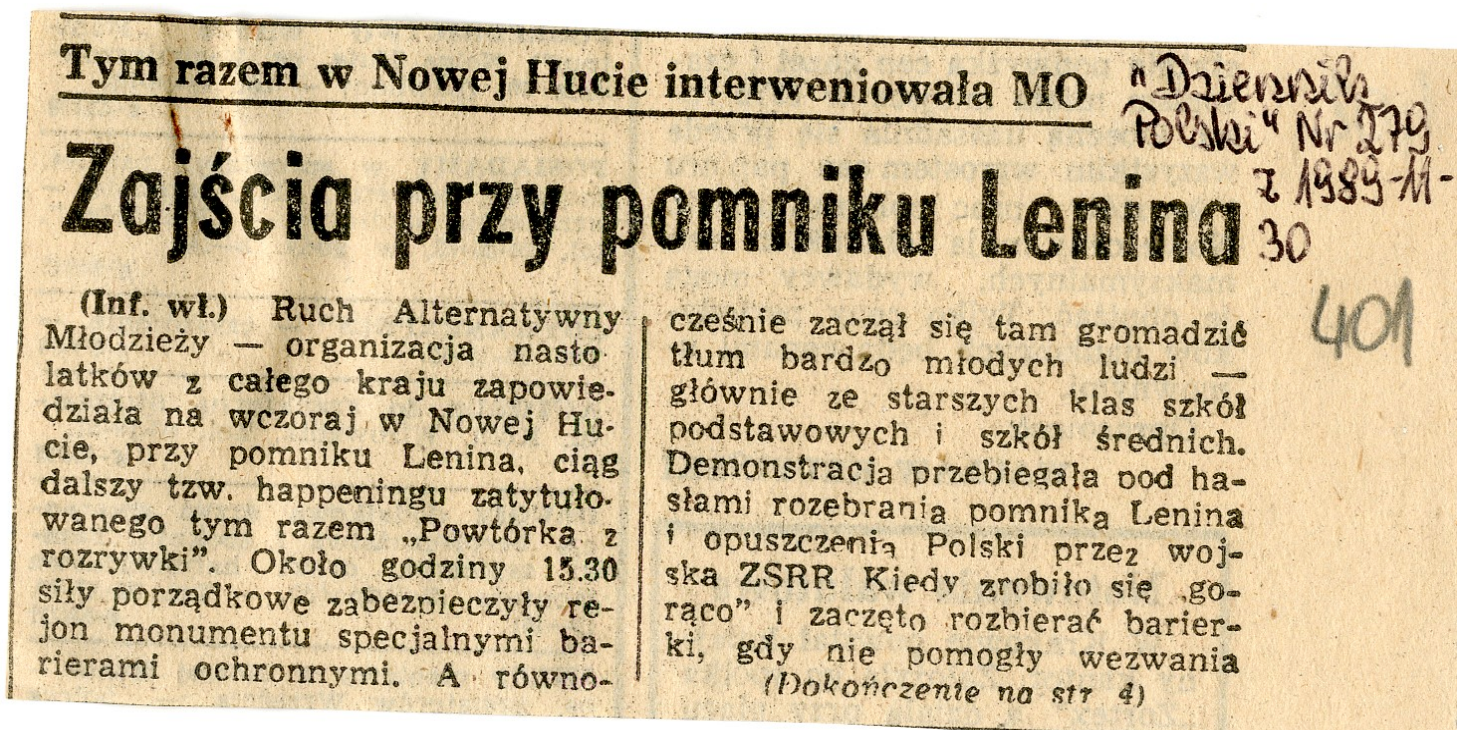 Tym razem w Nowej Hucie interweniowała MO
"Dziennik
Polski" Nr 279
z 1989-11-
30
401
Zajścia przy pomniku Lenina
(Inf. wł.) Ruch Alternatywny
Młodzieży — organizacja nasto
latków z całego kraju zapowie-
działa na wczoraj w Nowej Hu-
cie, przy pomniku Lenina, ciąg
dalszy tzw. happeningu zatytuło-
wanego tym razem „Powtórka z
rozrywki”. Około godziny 15.30
siły porządkowe zabezpieczyły re-
jon monumentu specjalnymi ba-
rierami ochronnymi. A równo-
cześnie zaczął się tam gromadzić
tłum bardzo młodych ludzi —
głównie ze starszych klas szkół
podstawowych i szkół średnich.
Demonstracja przebiegała pod ha-
słami rozebrania pomnika Lenina
i opuszczenia Polski przez woj-
ska ZSRR Kiedy zrobiło się „go-
rąco” i zaczęto rozbierać barier-
ki, gdy nie pomogły wezwania
(Dokończenie na str 4)